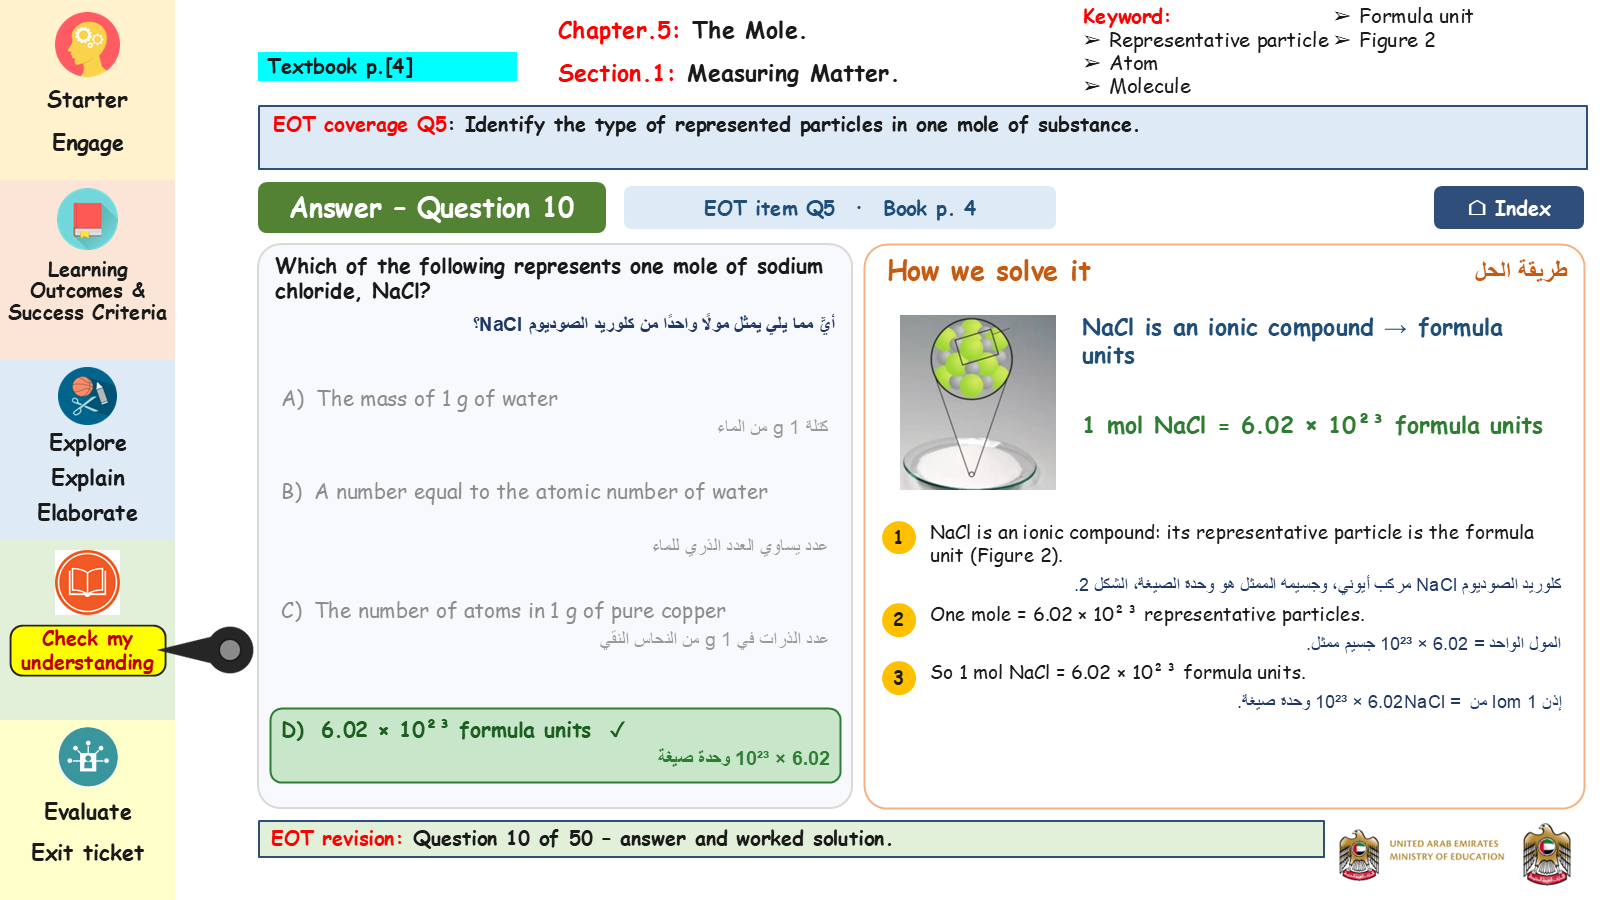 Starter
Engage
Learning
Outcomes &
Success Criteria
Explore
Explain
Elaborate
Check my
understanding
Evaluate
Exit ticket
Textbook p.[4]
Chapter.5: The Mole.
Section.1: Measuring Matter.
Keyword:
➢ Representative particle
➢ Atom
➢ Molecule
➢ Formula unit
➢ Figure 2
EOT coverage Q5: Identify the type of represented particles in one mole of substance.
Answer – Question 10
EOT item Q5 · Book p. 4
Index
Which of the following represents one mole of sodium
chloride, NaCl?
أيّ مما يلي يمثل مولًا واحدًا من كلوريد الصوديوم NaCl؟
A) The mass of 1 g of water
كتلة 1 g من الماء
B) A number equal to the atomic number of water
عدد يساوي العدد الذري للماء
C) The number of atoms in 1 g of pure copper
عدد الذرات في 1 g من النحاس النقي
D) 6.02 × 10²³ formula units ✓
6.02 × 10²³ وحدة صيغة
How we solve it
طريقة الحل
NaCl is an ionic compound → formula
units
1 mol NaCl = 6.02 × 10²³ formula units
1 NaCl is an ionic compound: its representative particle is the formula
unit (Figure 2).
كلوريد الصوديوم NaCl مركب أيوني، وجسيمه الممثل هو وحدة الصيغة، الشكل 2.
2 One mole = 6.02 × 10²³ representative particles.
المول الواحد = 6.02 × 10²³ جسيم ممثل.
3 So 1 mol NaCl = 6.02 × 10²³ formula units.
إذن 1 lom من NaCl = 6.02 × 10²³ وحدة صيغة.
EOT revision: Question 10 of 50 – answer and worked solution.
UNITED ARAB EMIRATES
MINISTRY OF EDUCATION